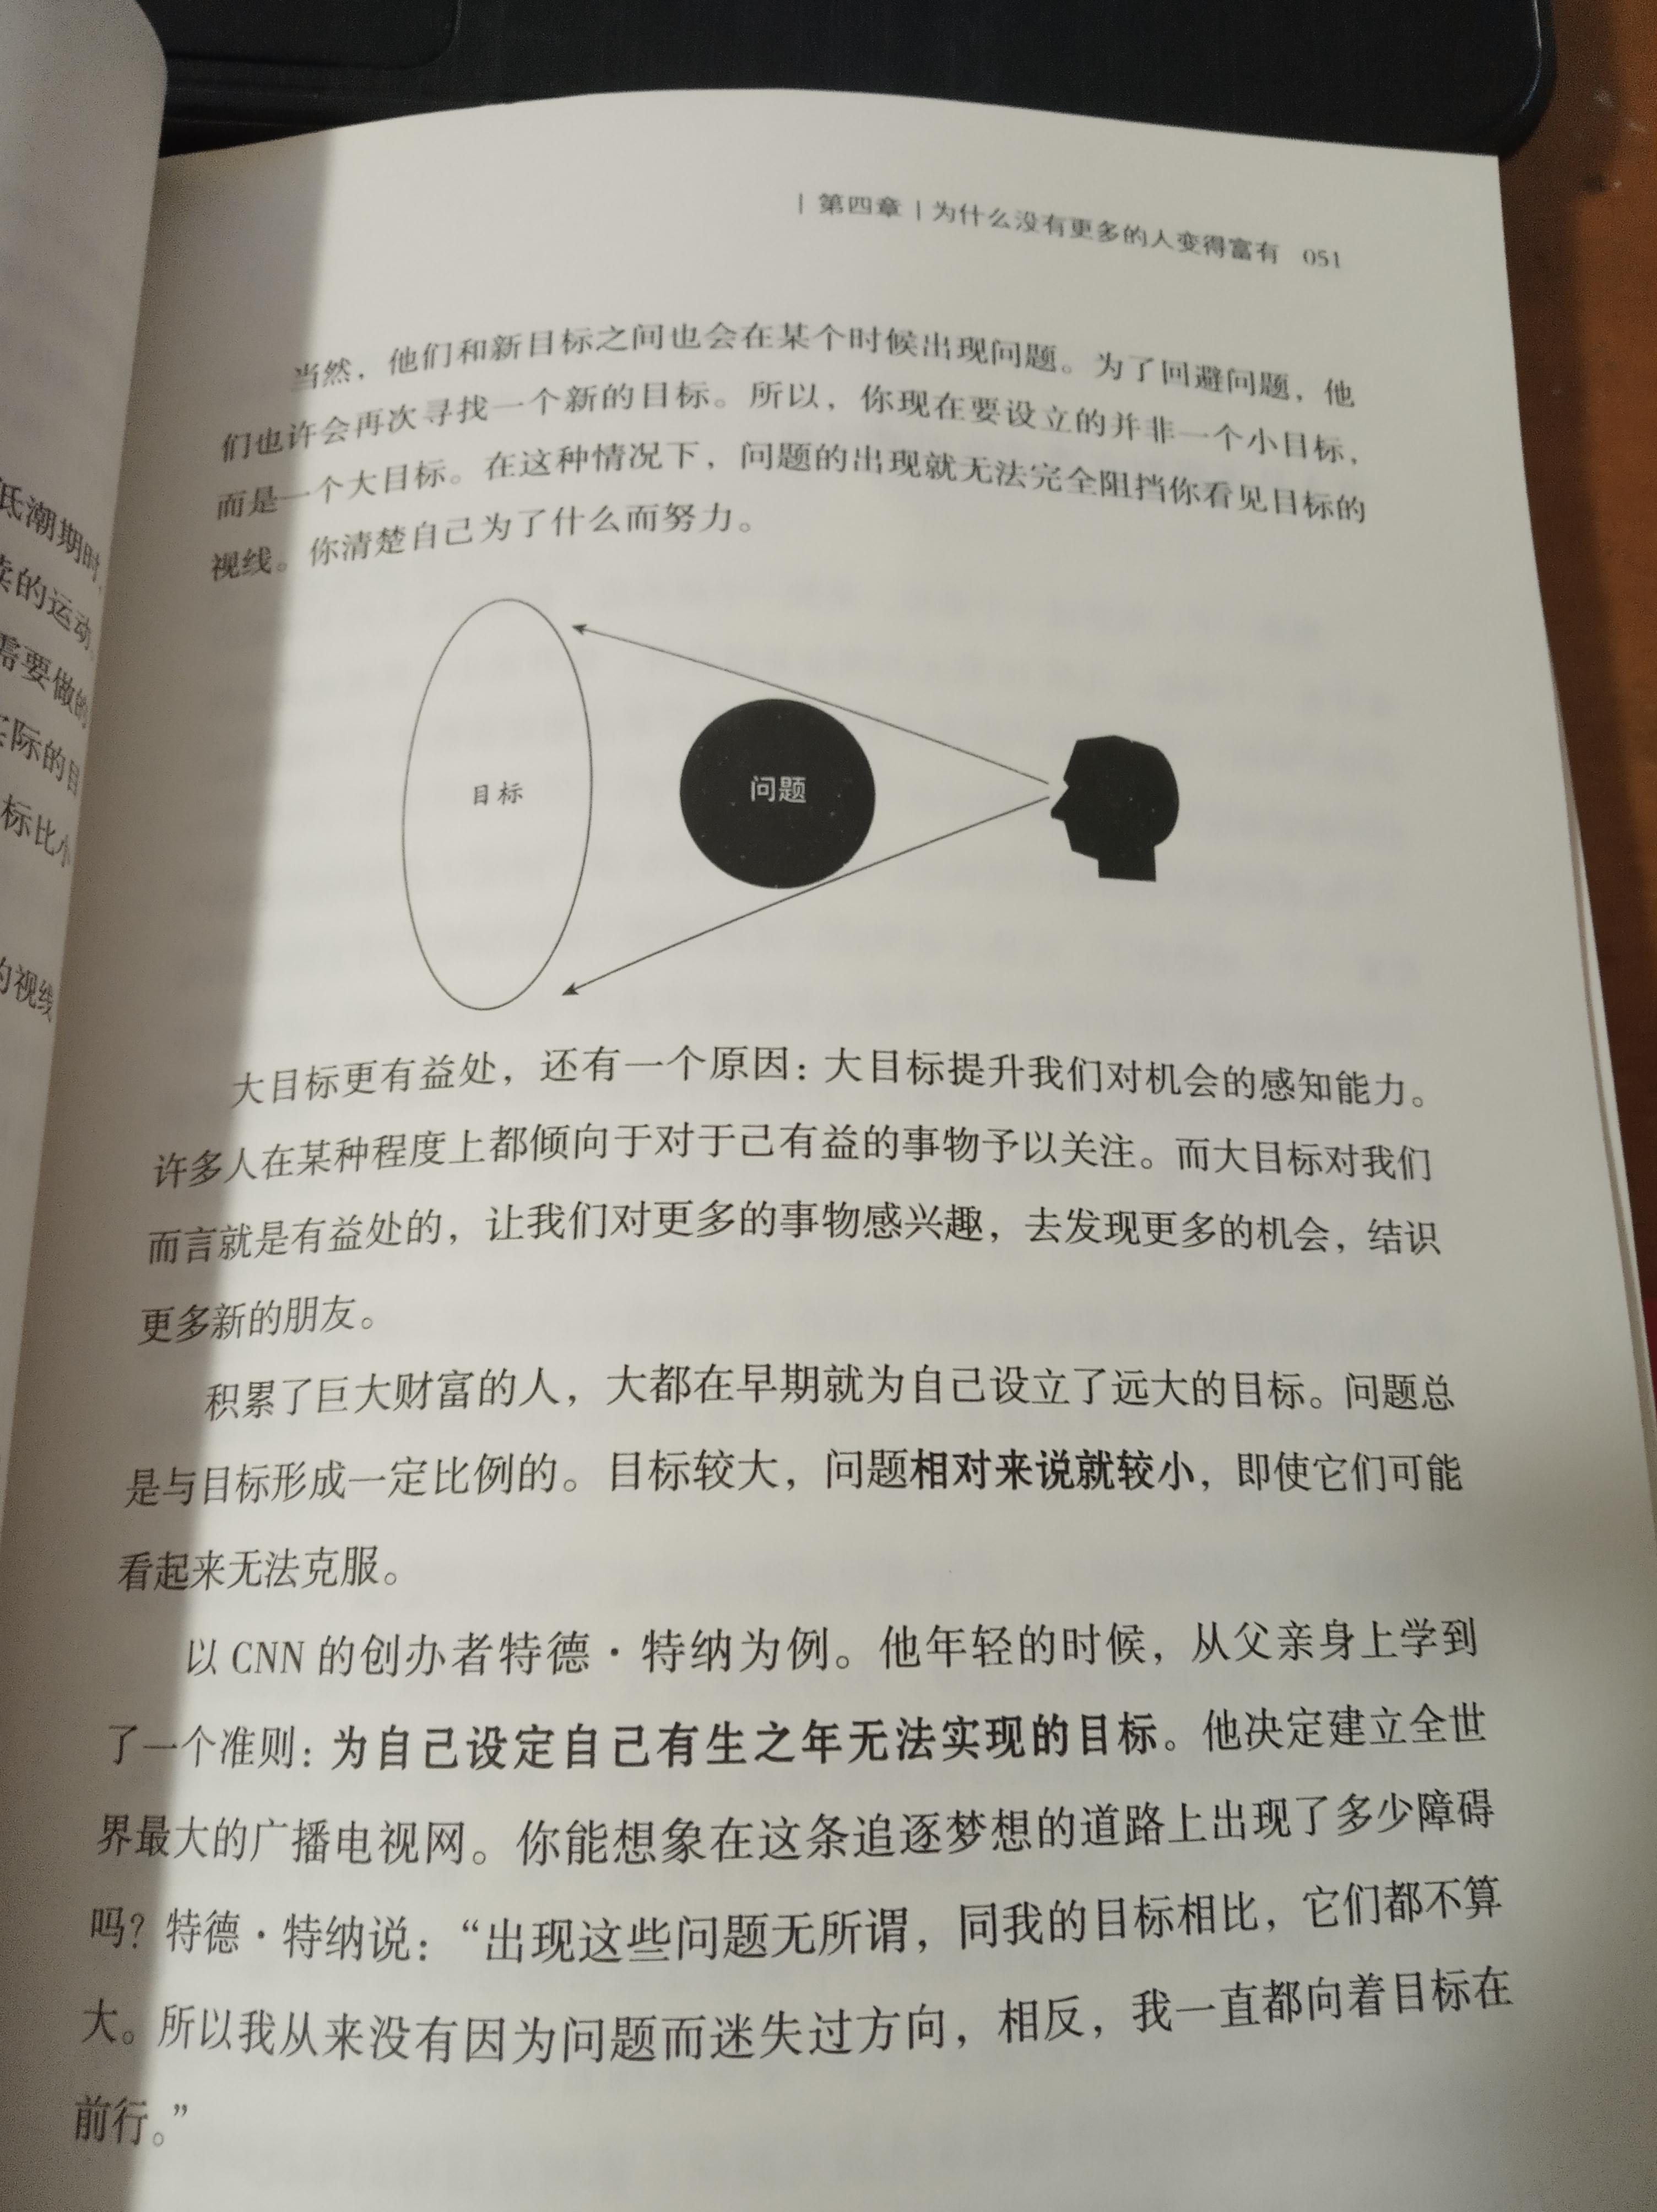 低潮期时
的运动
需要做的
际的目
标比小
的视线
| 第四章 | 为什么没有更多的人变得富有 051
当然，他们和新目标之间也会在某个时候出现问题。为了回避问题，他
们也许会再次寻找一个新的目标。所以，你现在要设立的并非一个小目标，
而是一个大目标。在这种情况下，问题的出现就无法完全阻挡你看见目标的
视线。你清楚自己为了什么而努力。
目标
问题
大目标更有益处，还有一个原因：大目标提升我们对机会的感知能力。
许多人在某种程度上都倾向于对于己有益的事物予以关注。而大目标对我们
而言就是有益处的，让我们对更多的事物感兴趣，去发现更多的机会，结识
更多新的朋友。
积累了巨大财富的人，大都在早期就为自己设立了远大的目标。问题总
是与目标形成一定比例的。目标较大，问题相对来说就较小，即使它们可能
看起来无法克服。
以 CNN 的创办者特德·特纳为例。他年轻的时候，从父亲身上学到
了一个准则：为自己设定自己有生之年无法实现的目标。他决定建立全世
界最大的广播电视网。你能想象在这条追逐梦想的道路上出现了多少障碍
吗？特德·特纳说：“出现这些问题无所谓，同我的目标相比，它们都不算
大。所以我从来没有因为问题而迷失过方向，相反，我一直都向着目标在
前行。”